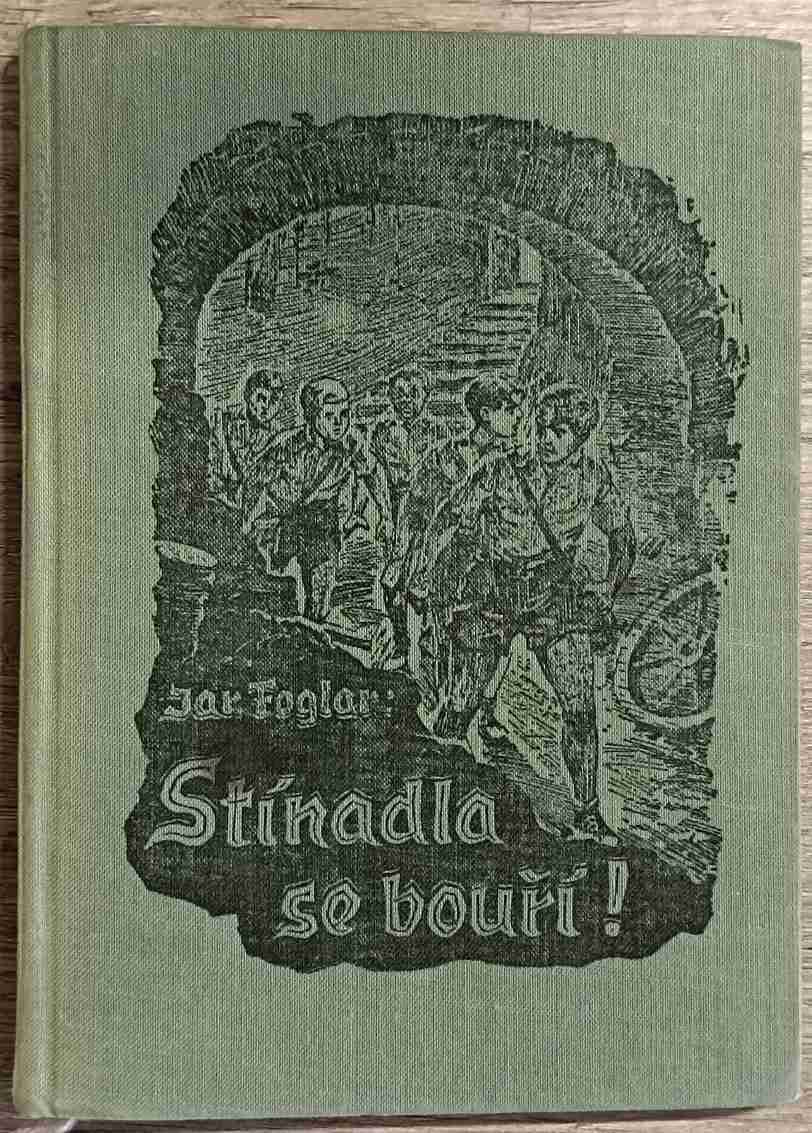 Jar. Foglar:
Stínadla
se bouří!